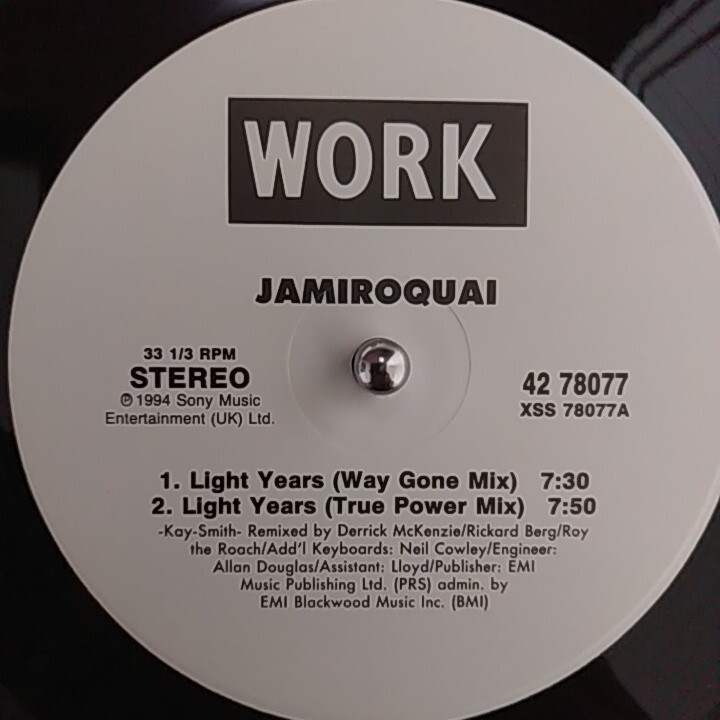 WORK
JAMIROQUAI
33 1/3 RPM
STEREO
℗ 1994 Sony Music
Entertainment (UK) Ltd.
42 78077
XSS 78077A
1. Light Years (Way Gone Mix) 7:30
2. Light Years (True Power Mix) 7:50
-Kay-Smith- Remixed by Derrick McKenzie/Rickard Berg/Roy
the Roach/Add'l Keyboards: Neil Cowley/Engineer:
Allan Douglas/Assistant: Lloyd/Publisher: EMI
Music Publishing Ltd. (PRS) admin. by
EMI Blackwood Music Inc. (BMI)